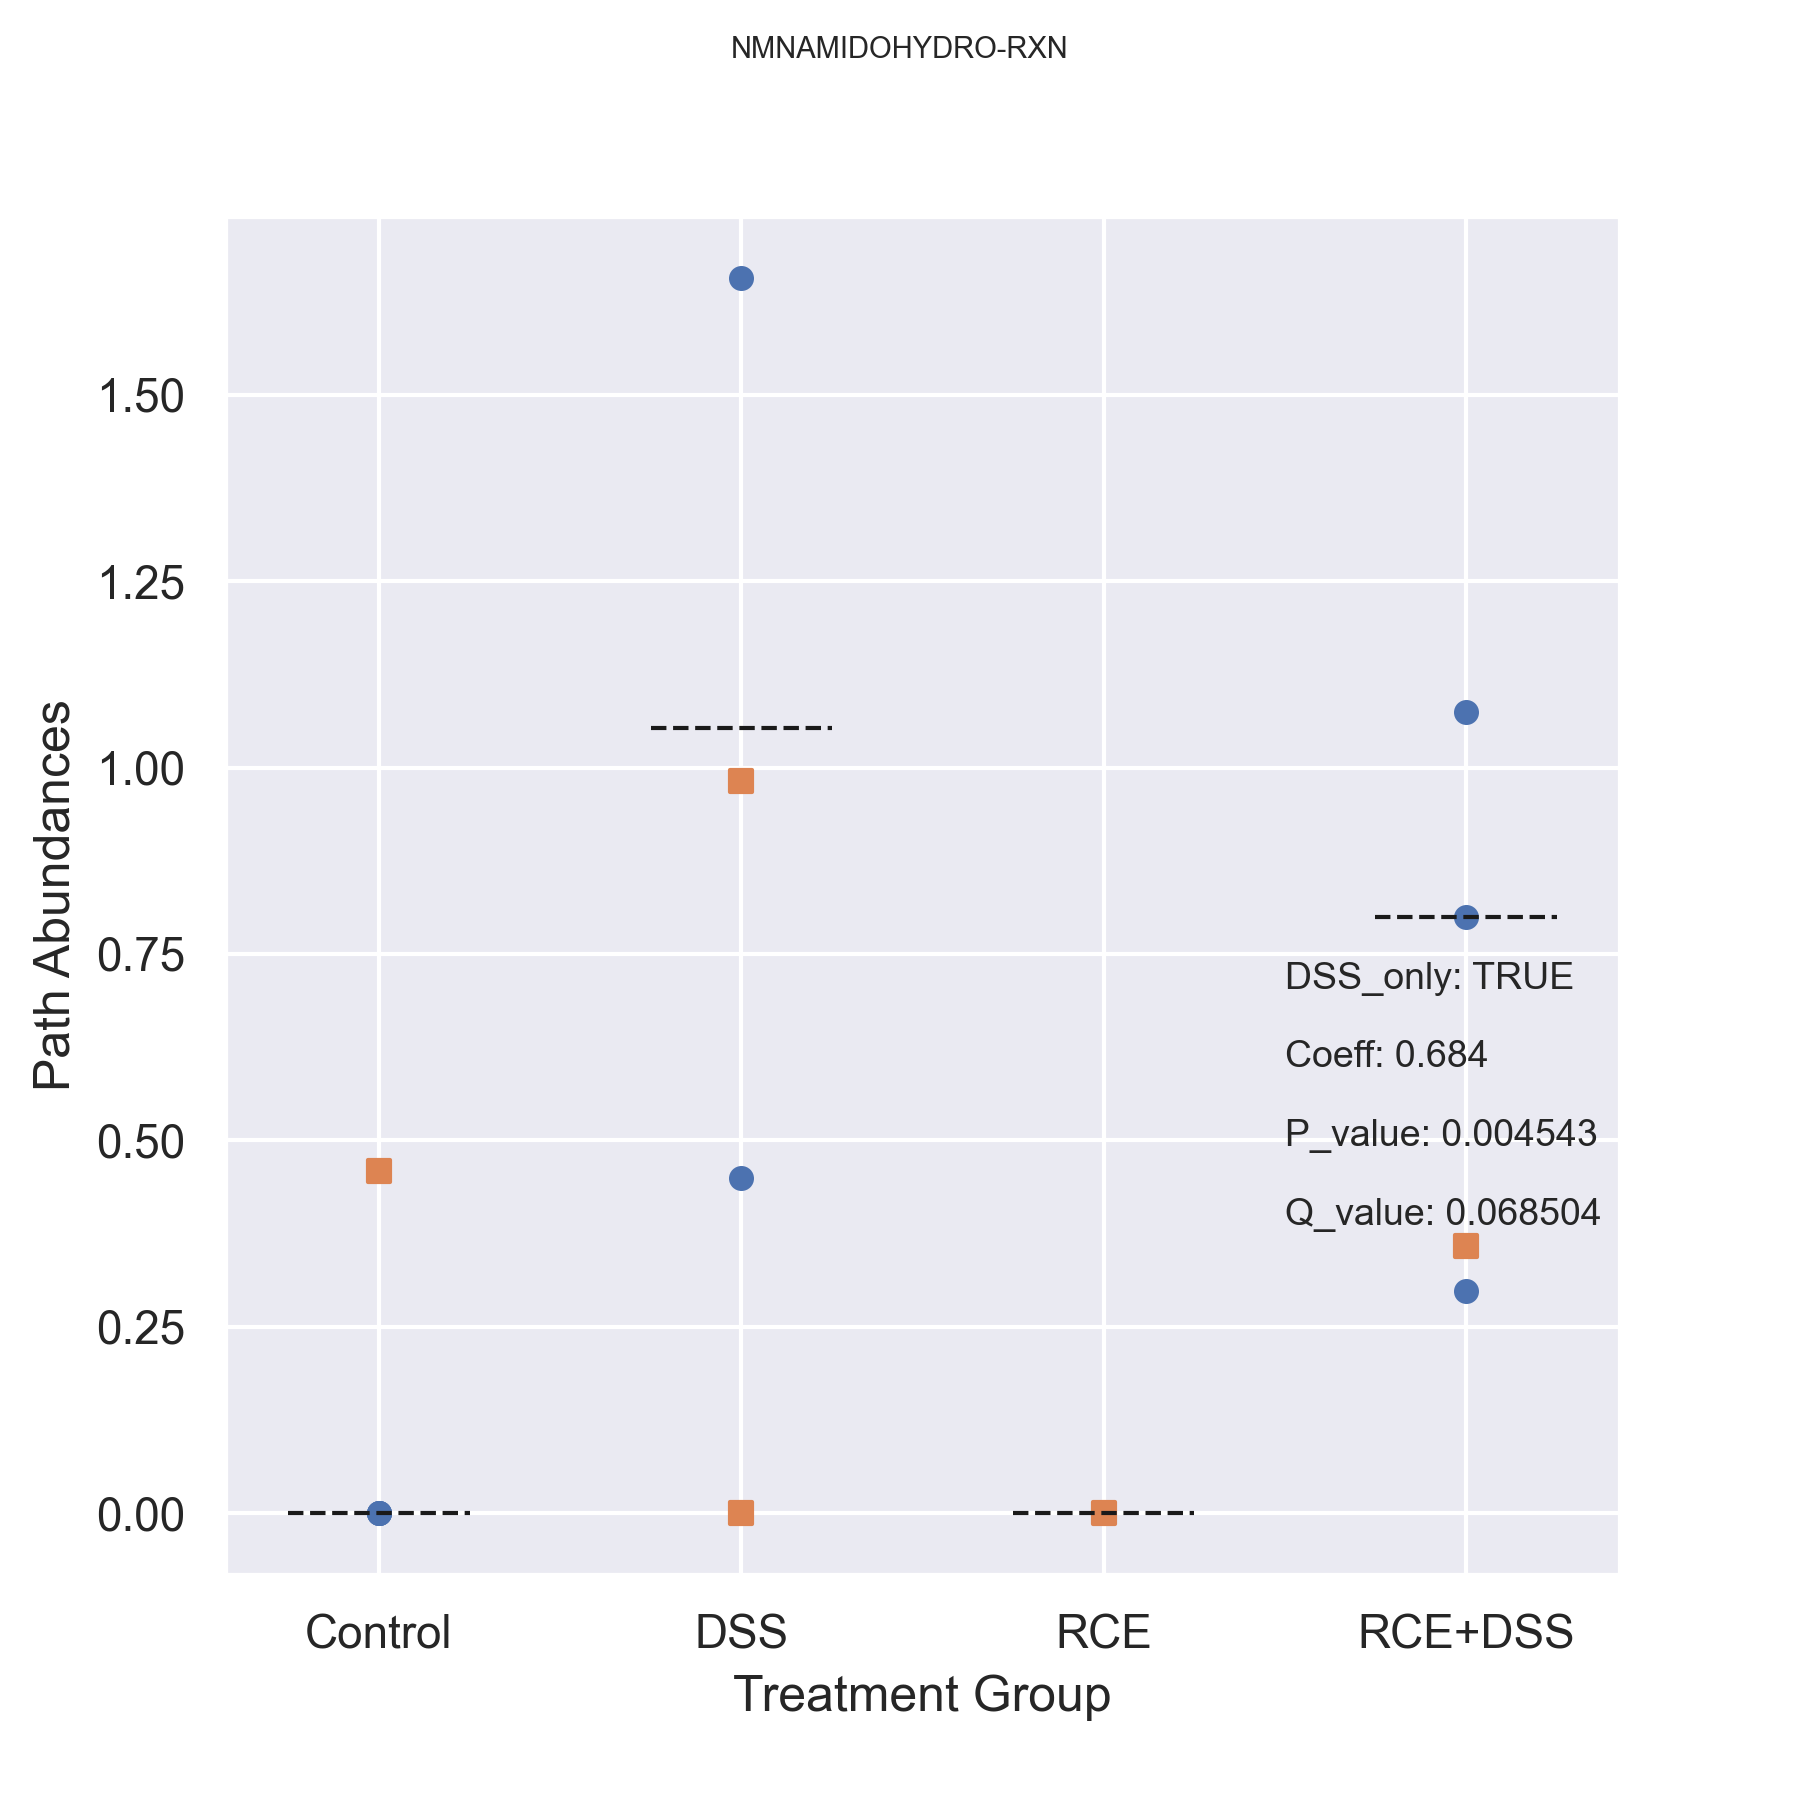 NMNAMIDOHYDRO-RXN
1.50
1.25
1.00
0.75
0.50
0.25
0.00
Path Abundances
DSS_only: TRUE
Coeff: 0.684
P_value: 0.004543
Q_value: 0.068504
Control
DSS
RCE
RCE+DSS
Treatment Group